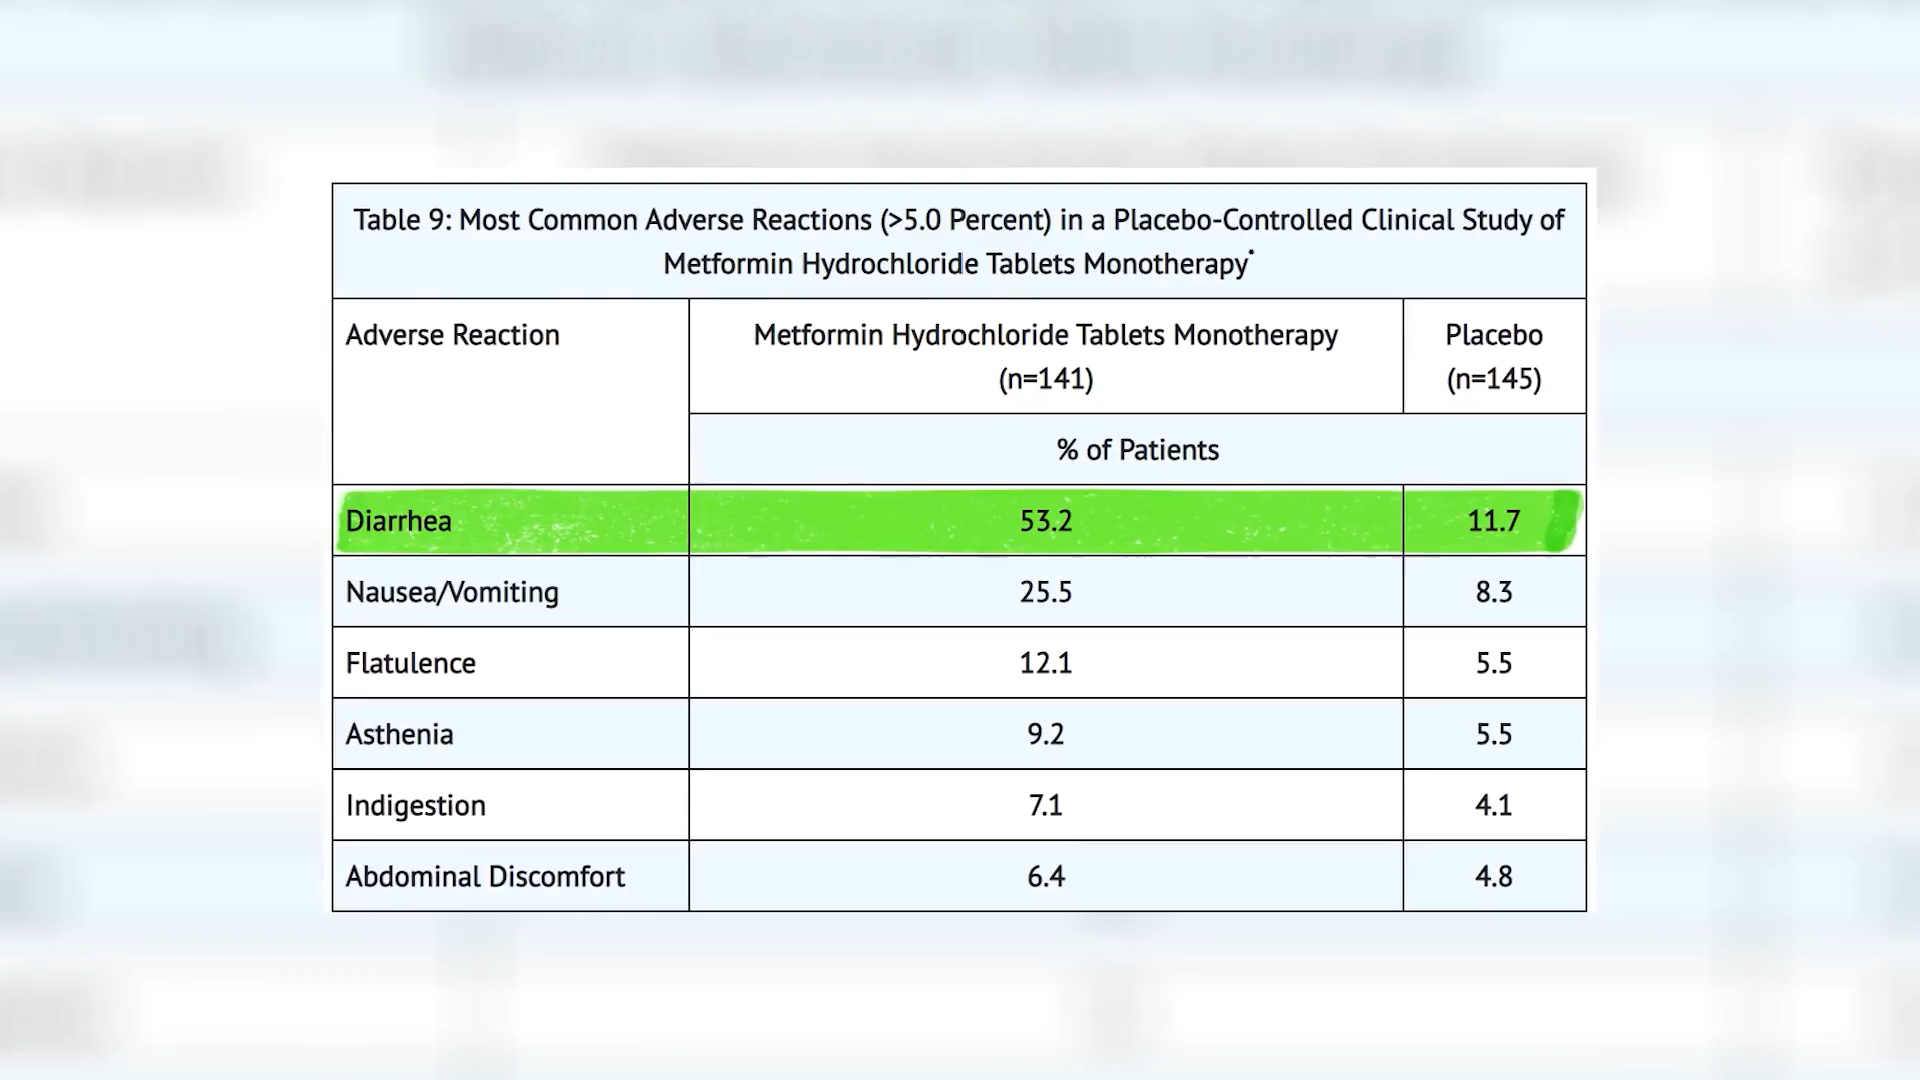 Table 9: Most Common Adverse Reactions (>5.0 Percent) in a Placebo-Controlled Clinical Study of
Metformin Hydrochloride Tablets Monotherapy*
Adverse Reaction
Metformin Hydrochloride Tablets Monotherapy
(n=141)
Placebo
(n=145)
% of Patients
Diarrhea 53.2 11.7
Nausea/Vomiting 25.5 8.3
Flatulence 12.1 5.5
Asthenia 9.2 5.5
Indigestion 7.1 4.1
Abdominal Discomfort 6.4 4.8